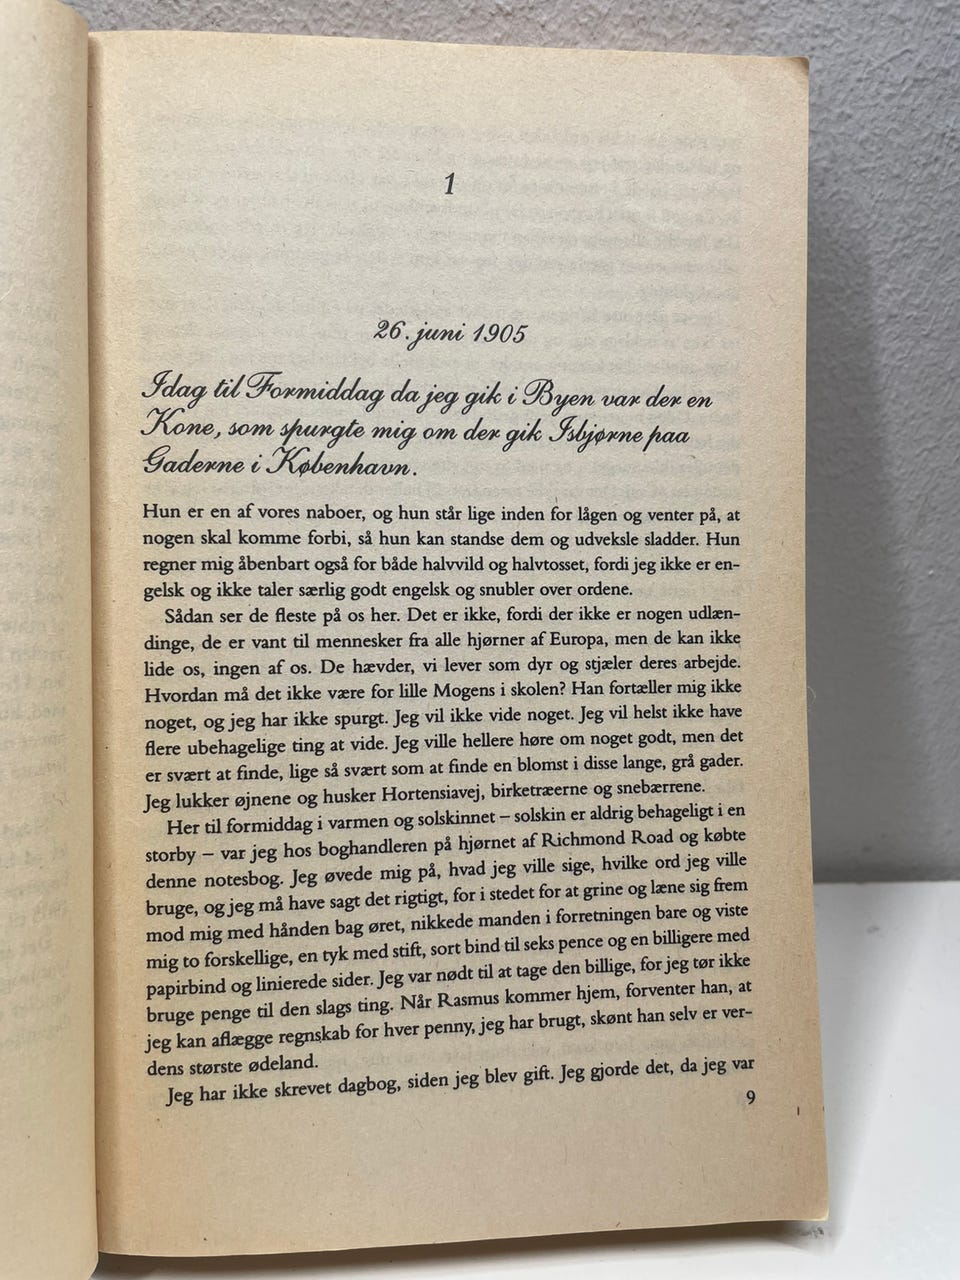 1
26. juni 1905
Idag til Formiddag da jeg gik i Byen var der en
Kone, som spurgte mig om der gik Isbjørne paa
Gaderne i København.
Hun er en af vores naboer, og hun står lige inden for lågen og venter på, at
nogen skal komme forbi, så hun kan standse dem og udveksle sladder. Hun
regner mig åbenbart også for både halvvild og halvtosset, fordi jeg ikke er en-
gelsk og ikke taler særlig godt engelsk og snubler over ordene.
Sådan ser de fleste på os her. Det er ikke, fordi der ikke er nogen udlæn-
dinge, de er vant til mennesker fra alle hjørner af Europa, men de kan ikke
lide os, ingen af os. De hævder, vi lever som dyr og stjæler deres arbejde.
Hvordan må det ikke være for lille Mogens i skolen? Han fortæller mig ikke
noget, og jeg har ikke spurgt. Jeg vil ikke vide noget. Jeg vil helst ikke have
flere ubehagelige ting at vide. Jeg ville hellere høre om noget godt, men det
er svært at finde, lige så svært som at finde en blomst i disse lange, grå gader.
Jeg lukker øjnene og husker Hortensiavej, birketræerne og snebærrene.
Her til formiddag i varmen og solskinnet – solskin er aldrig behageligt i en
storby – var jeg hos boghandleren på hjørnet af Richmond Road og købte
denne notesbog. Jeg øvede mig på, hvad jeg ville sige, hvilke ord jeg ville
bruge, og jeg må have sagt det rigtigt, for i stedet for at grine og læne sig frem
mod mig med hånden bag øret, nikkede manden i forretningen bare og viste
mig to forskellige, en tyk med stift, sort bind til seks pence og en billigere med
papirbind og linierede sider. Jeg var nødt til at tage den billige, for jeg tør ikke
bruge penge til den slags ting. Når Rasmus kommer hjem, forventer han, at
jeg kan aflægge regnskab for hver penny, jeg har brugt, skønt han selv er ver-
dens største ødeland.
Jeg har ikke skrevet dagbog, siden jeg blev gift. Jeg gjorde det, da jeg var
9